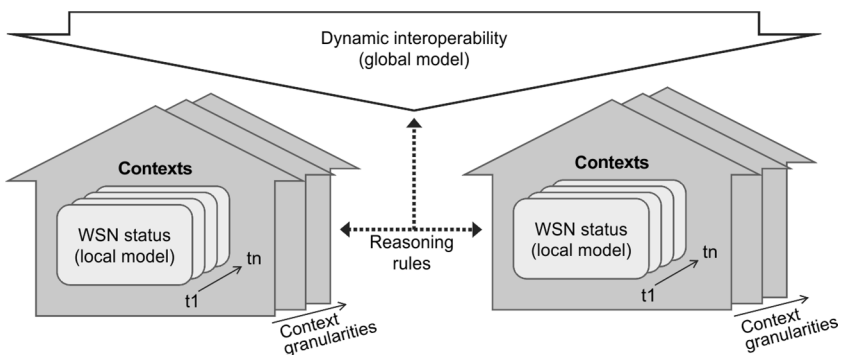 Dynamic interoperability
(global model)
Contexts
WSN status
(local model)
t1
tn
Context
granularities
Reasoning
rules
Contexts
WSN status
(local model)
t1
tn
Context
granularities